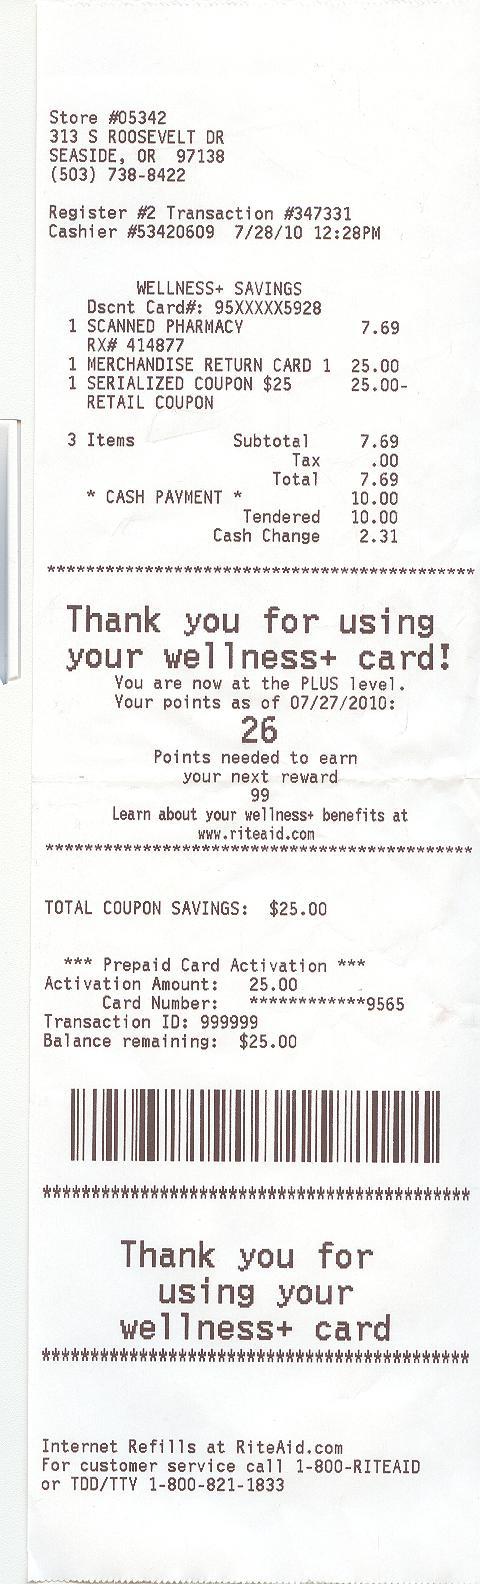 Store #05342
313 S ROOSEVELT DR
SEASIDE, OR 97138
(503) 738-8422
Register #2 Transaction #347331
Cashier #53420609 7/28/10 12:28PM
WELLNESS+ SAVINGS
Dscnt Card#: 95XXXXX5928
1 SCANNED PHARMACY 7.69
RX# 414877
1 MERCHANDISE RETURN CARD 1 25.00
1 SERIALIZED COUPON $25 25.00-
RETAIL COUPON
3 Items Subtotal 7.69
Tax .00
Total 7.69
* CASH PAYMENT * 10.00
Tendered 10.00
Cash Change 2.31
*******************************************
Thank you for using
your wellness+ card!
You are now at the PLUS level.
Your points as of 07/27/2010:
26
Points needed to earn
your next reward
99
Learn about your wellness+ benefits at
www.riteaid.com
*******************************************
TOTAL COUPON SAVINGS: $25.00
*** Prepaid Card Activation ***
Activation Amount: 25.00
Card Number: ************9565
Transaction ID: 999999
Balance remaining: $25.00
*******************************************
Thank you for
using your
wellness+ card
*******************************************
Internet Refills at RiteAid.com
For customer service call 1-800-RITEAID
or TDD/TTY 1-800-821-1833